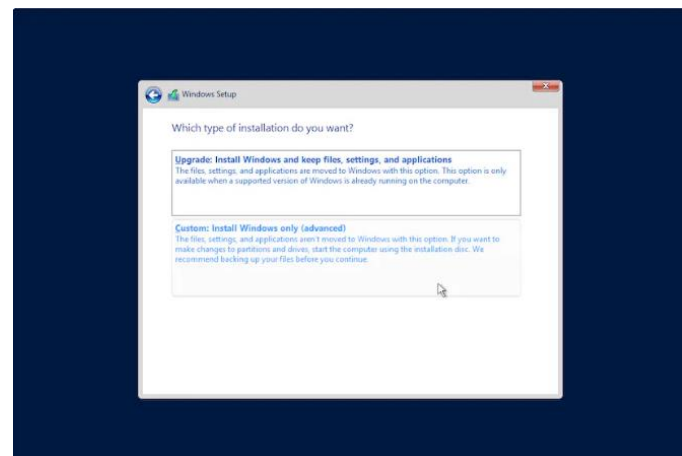 Windows Setup
Which type of installation do you want?
Upgrade: Install Windows and keep files, settings, and applications
The files, settings, and applications are moved to Windows with this option. This option is only
available when a supported version of Windows is already running on the computer.
Custom: Install Windows only (advanced)
The files, settings, and applications aren't moved to Windows with this option. If you want to
make changes to partitions and drives, start the computer using the installation disc. We
recommend backing up your files before you continue.